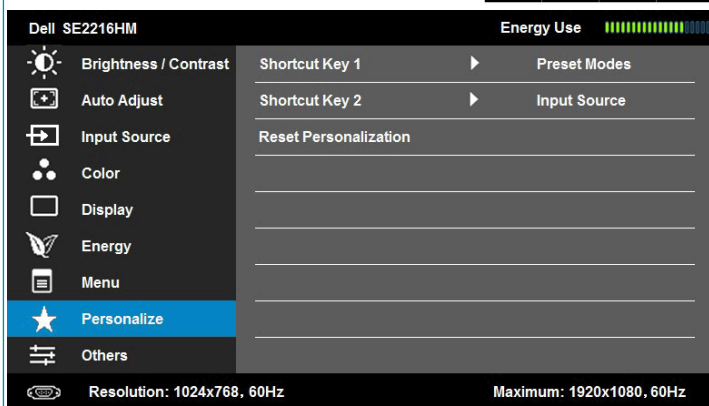 Dell SE2216HM Energy Use
Brightness / Contrast Shortcut Key 1 Preset Modes
Auto Adjust Shortcut Key 2 Input Source
Input Source Reset Personalization
Color
Display
Energy
Menu
Personalize
Others
Resolution: 1024x768, 60Hz Maximum: 1920x1080, 60Hz